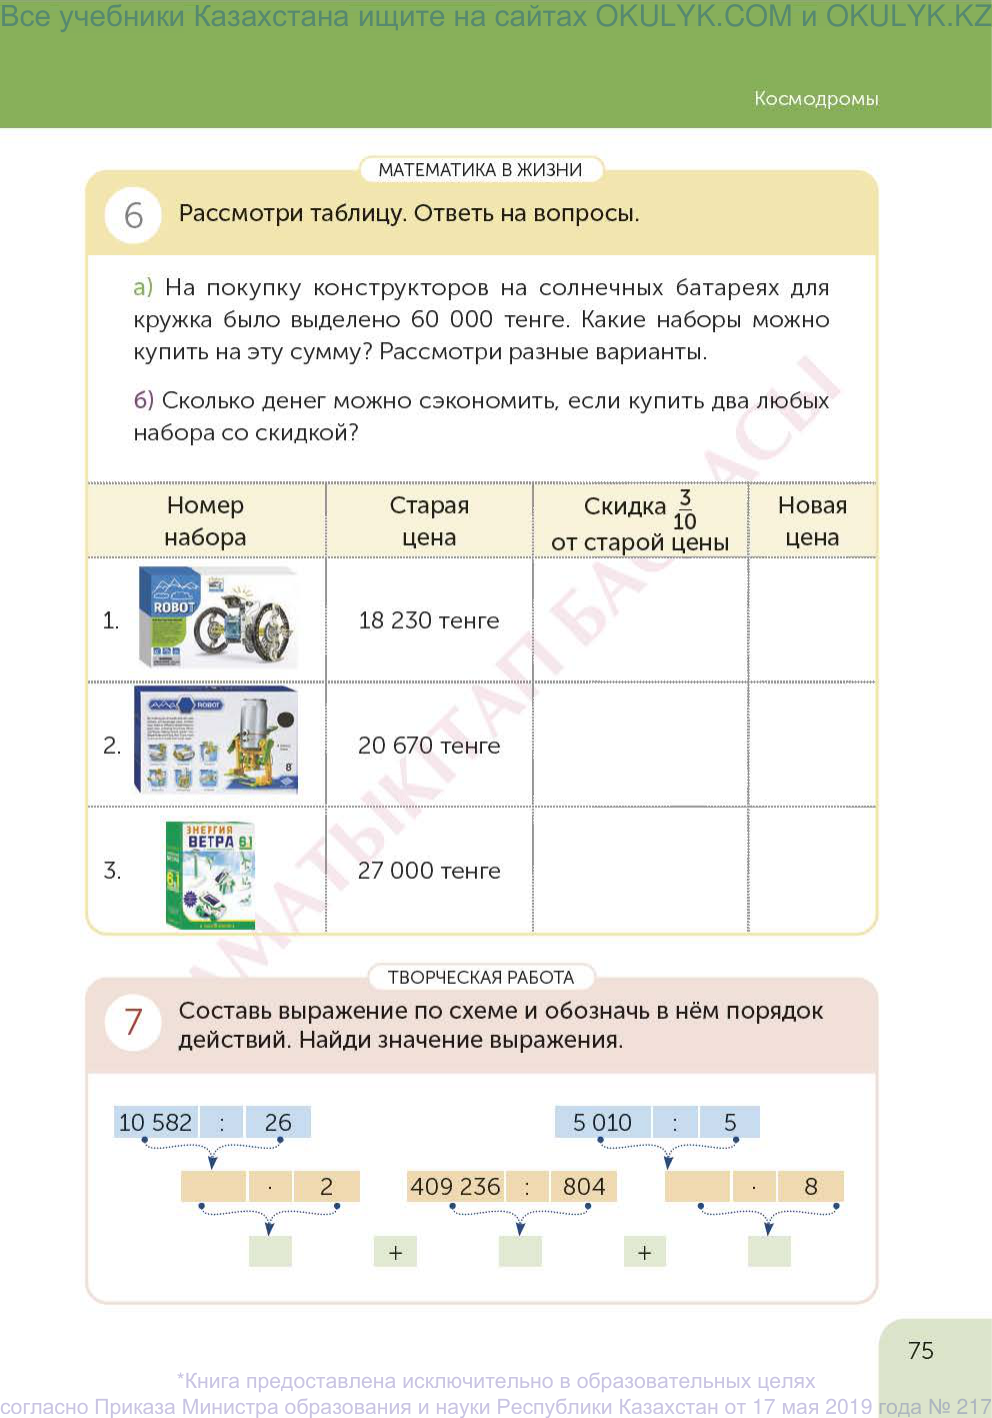 Все учебники Казахстана ищите на сайтах OKULYK.COM и OKULYK.KZ
Космодромы
МАТЕМАТИКА В ЖИЗНИ
6 Рассмотри таблицу. Ответь на вопросы.
а) На покупку конструкторов на солнечных батареях для
кружка было выделено 60 000 тенге. Какие наборы можно
купить на эту сумму? Рассмотри разные варианты.
б) Сколько денег можно сэкономить, если купить два любых
набора со скидкой?
Номер набора
Старая цена
Скидка 3/10 от старой цены
Новая цена
1. ROBOT 18 230 тенге
2. ROBOT 20 670 тенге
3. ЭНЕРГИЯ ВЕТРА 6.1 27 000 тенге
ТВОРЧЕСКАЯ РАБОТА
7 Составь выражение по схеме и обозначь в нём порядок
действий. Найди значение выражения.
10 582 : 26 5 010 : 5
· 2 409 236 : 804 · 8
+ +
75
*Книга предоставлена исключительно в образовательных целях
согласно Приказа Министра образования и науки Республики Казахстан от 17 мая 2019 года № 217